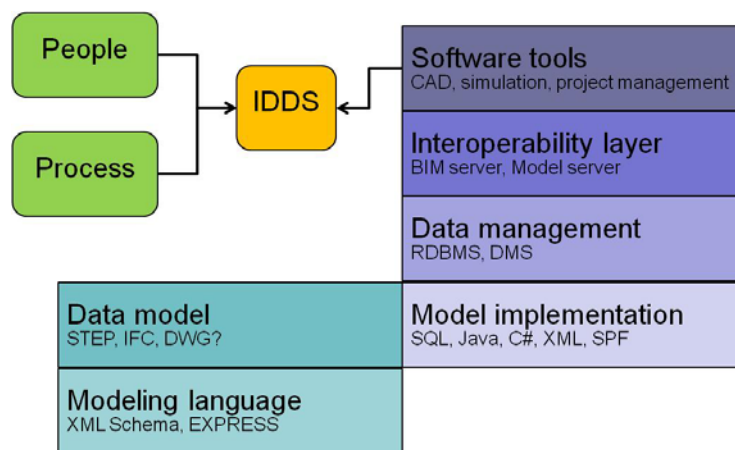 People
Process
IDDS
Software tools
CAD, simulation, project management
Interoperability layer
BIM server, Model server
Data management
RDBMS, DMS
Data model
STEP, IFC, DWG?
Model implementation
SQL, Java, C#, XML, SPF
Modeling language
XML Schema, EXPRESS